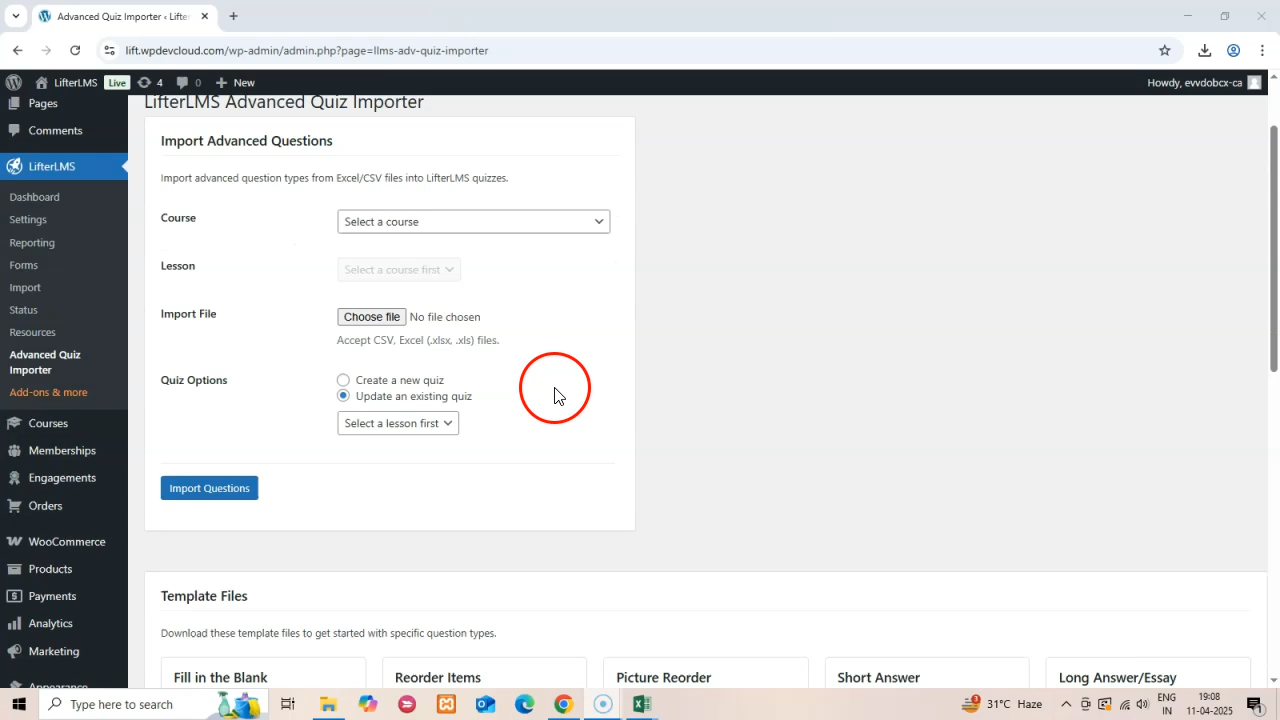 Advanced Quiz Importer ‹ Lifte
lift.wpdevcloud.com/wp-admin/admin.php?page=llms-adv-quiz-importer
LifterLMS Live 4 0 + New Howdy, evvdobcx-ca
Pages
Comments
LifterLMS
Dashboard
Settings
Reporting
Forms
Import
Status
Resources
Advanced Quiz
Importer
Add-ons & more
Courses
Memberships
Engagements
Orders
WooCommerce
Products
Payments
Analytics
Marketing
Appearance
LifterLMS Advanced Quiz Importer
Import Advanced Questions
Import advanced question types from Excel/CSV files into LifterLMS quizzes.
Course Select a course
Lesson Select a course first
Import File Choose file No file chosen
Accept CSV, Excel (.xlsx, .xls) files.
Quiz Options Create a new quiz
Update an existing quiz
Select a lesson first
Import Questions
Template Files
Download these template files to get started with specific question types.
Fill in the Blank Reorder Items Picture Reorder Short Answer Long Answer/Essay
Type here to search
31°C Haze
ENG
IN
19:08
11-04-2025